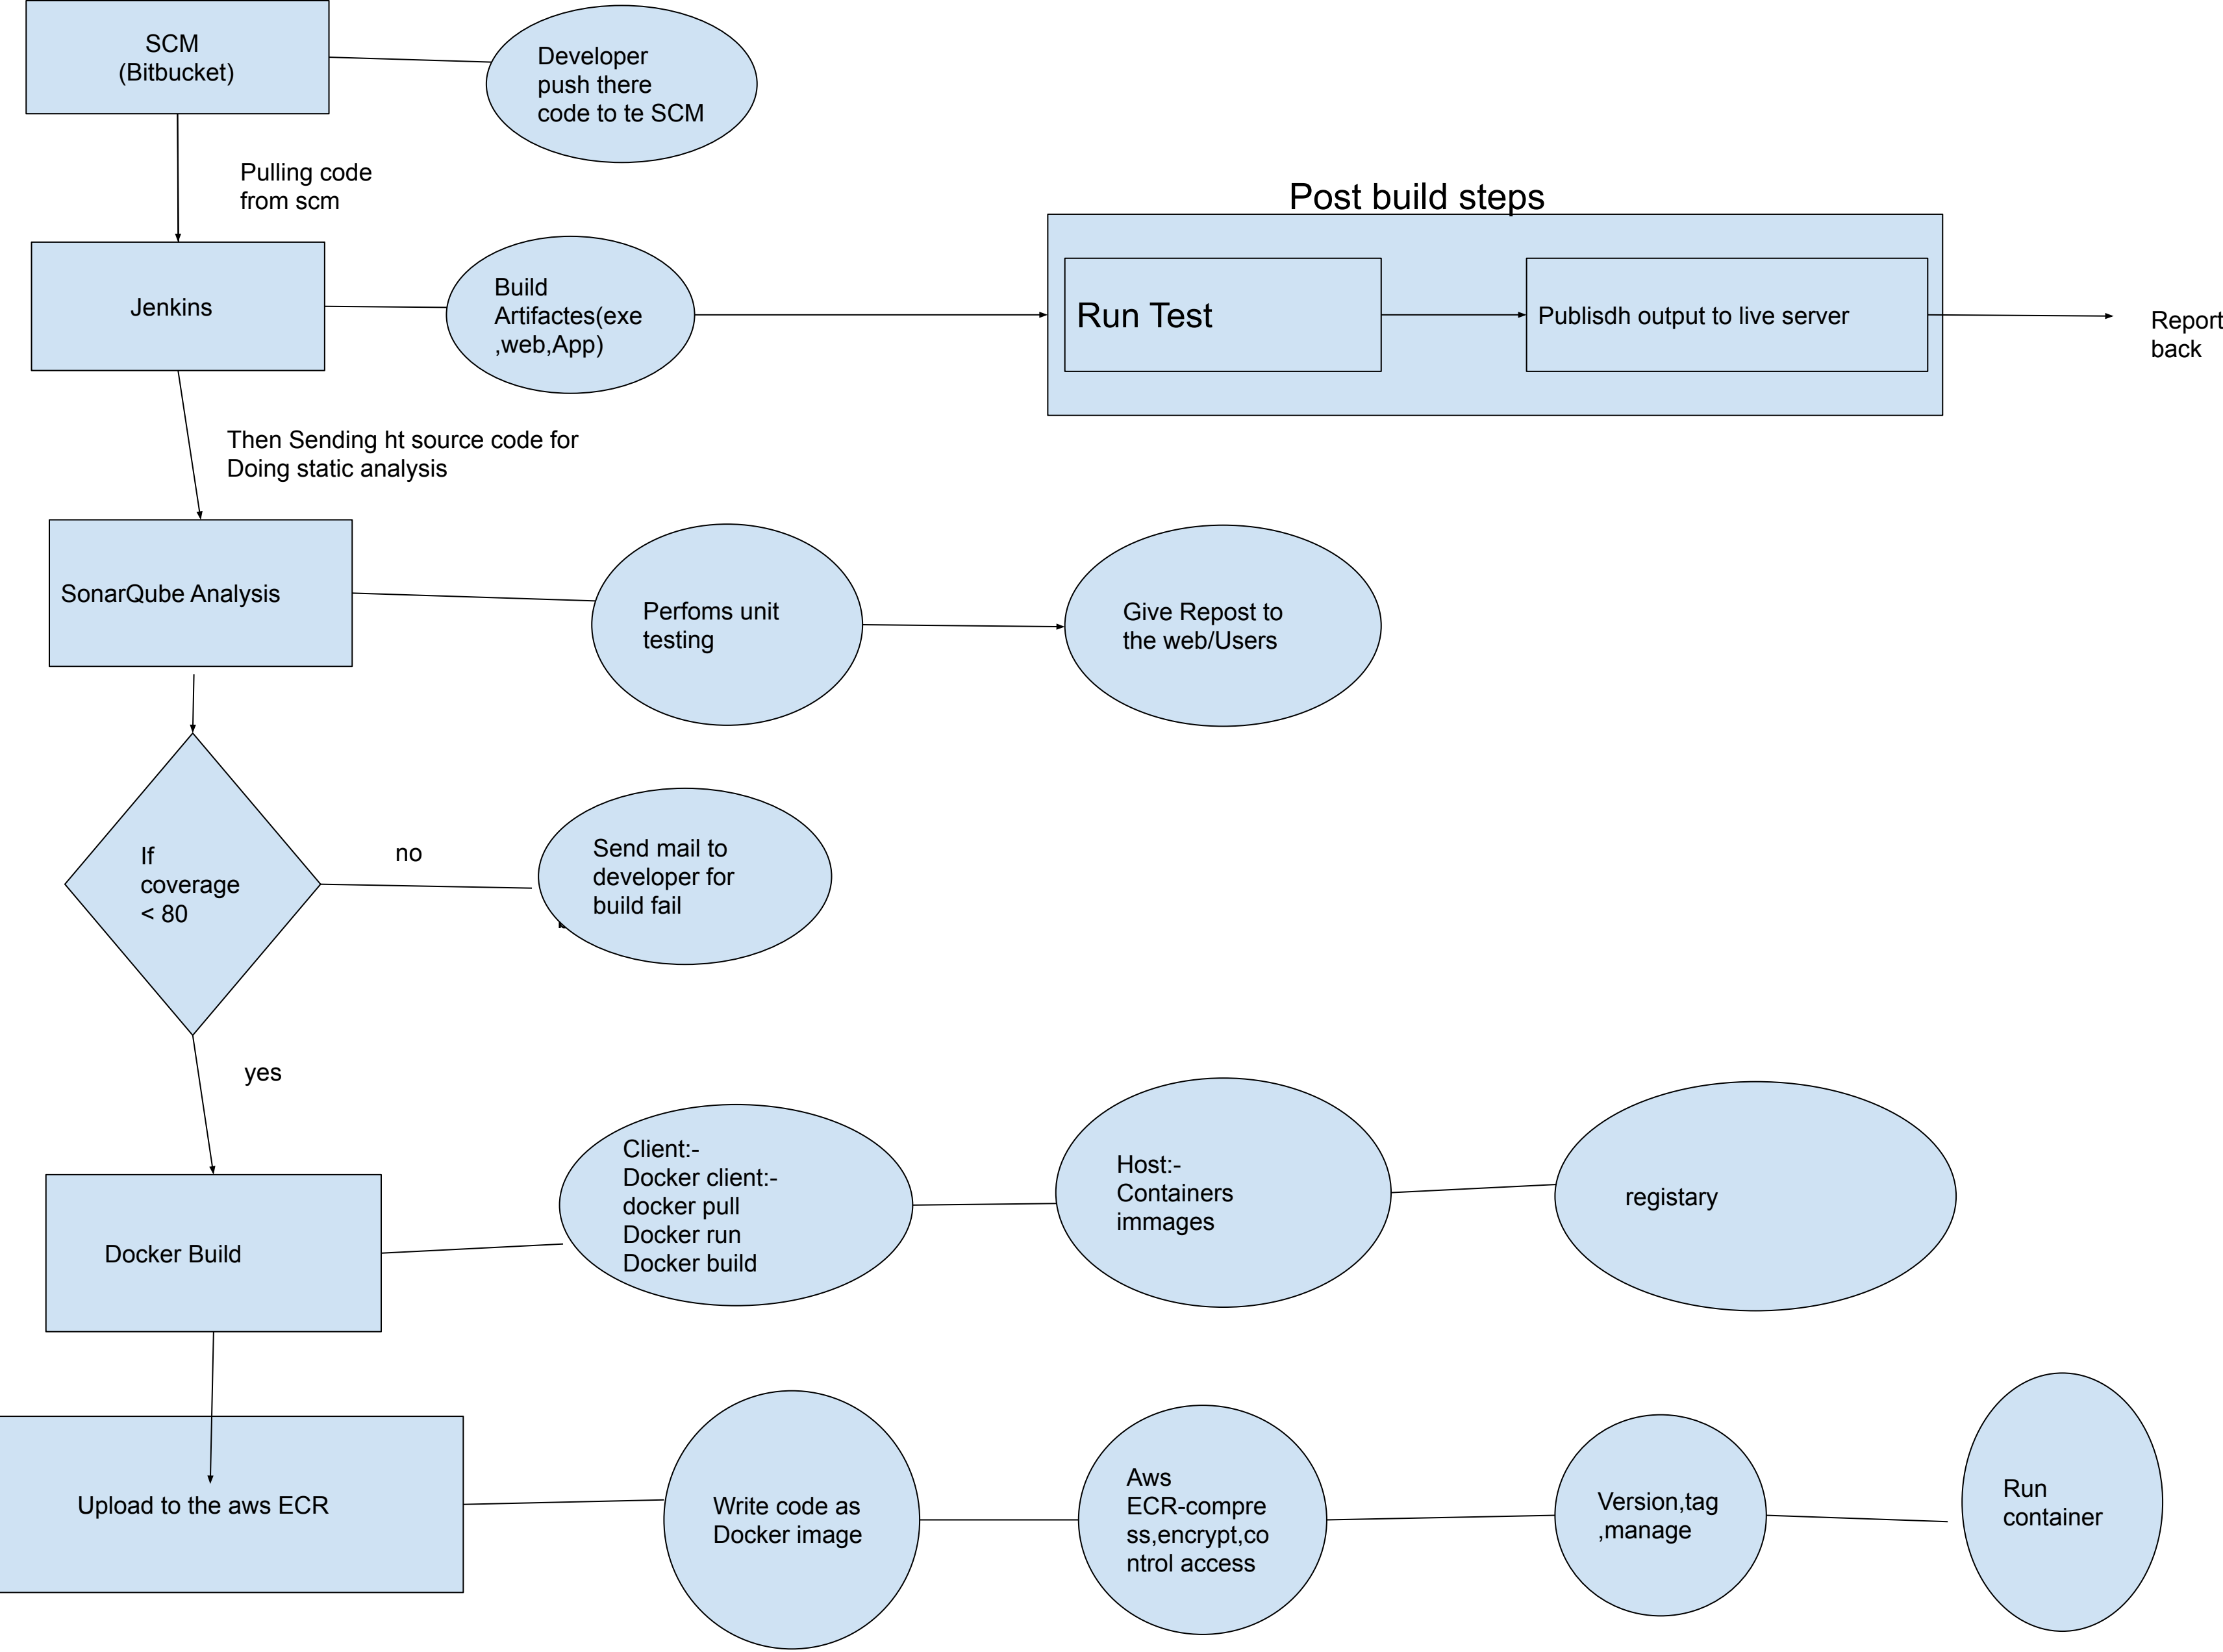 SCM
(Bitbucket)
Developer
push there
code to te SCM
Pulling code
from scm
Post build steps
Jenkins
Build
Artifactes(exe
,web,App)
Run Test
Publisdh output to live server
Report
back
Then Sending ht source code for
Doing static analysis
SonarQube Analysis
Perfoms unit
testing
Give Repost to
the web/Users
If
coverage
< 80
no
Send mail to
developer for
build fail
yes
Docker Build
Client:-
Docker client:-
docker pull
Docker run
Docker build
Host:-
Containers
immages
registary
Upload to the aws ECR
Write code as
Docker image
Aws
ECR-compre
ss,encrypt,co
ntrol access
Version,tag
,manage
Run
container